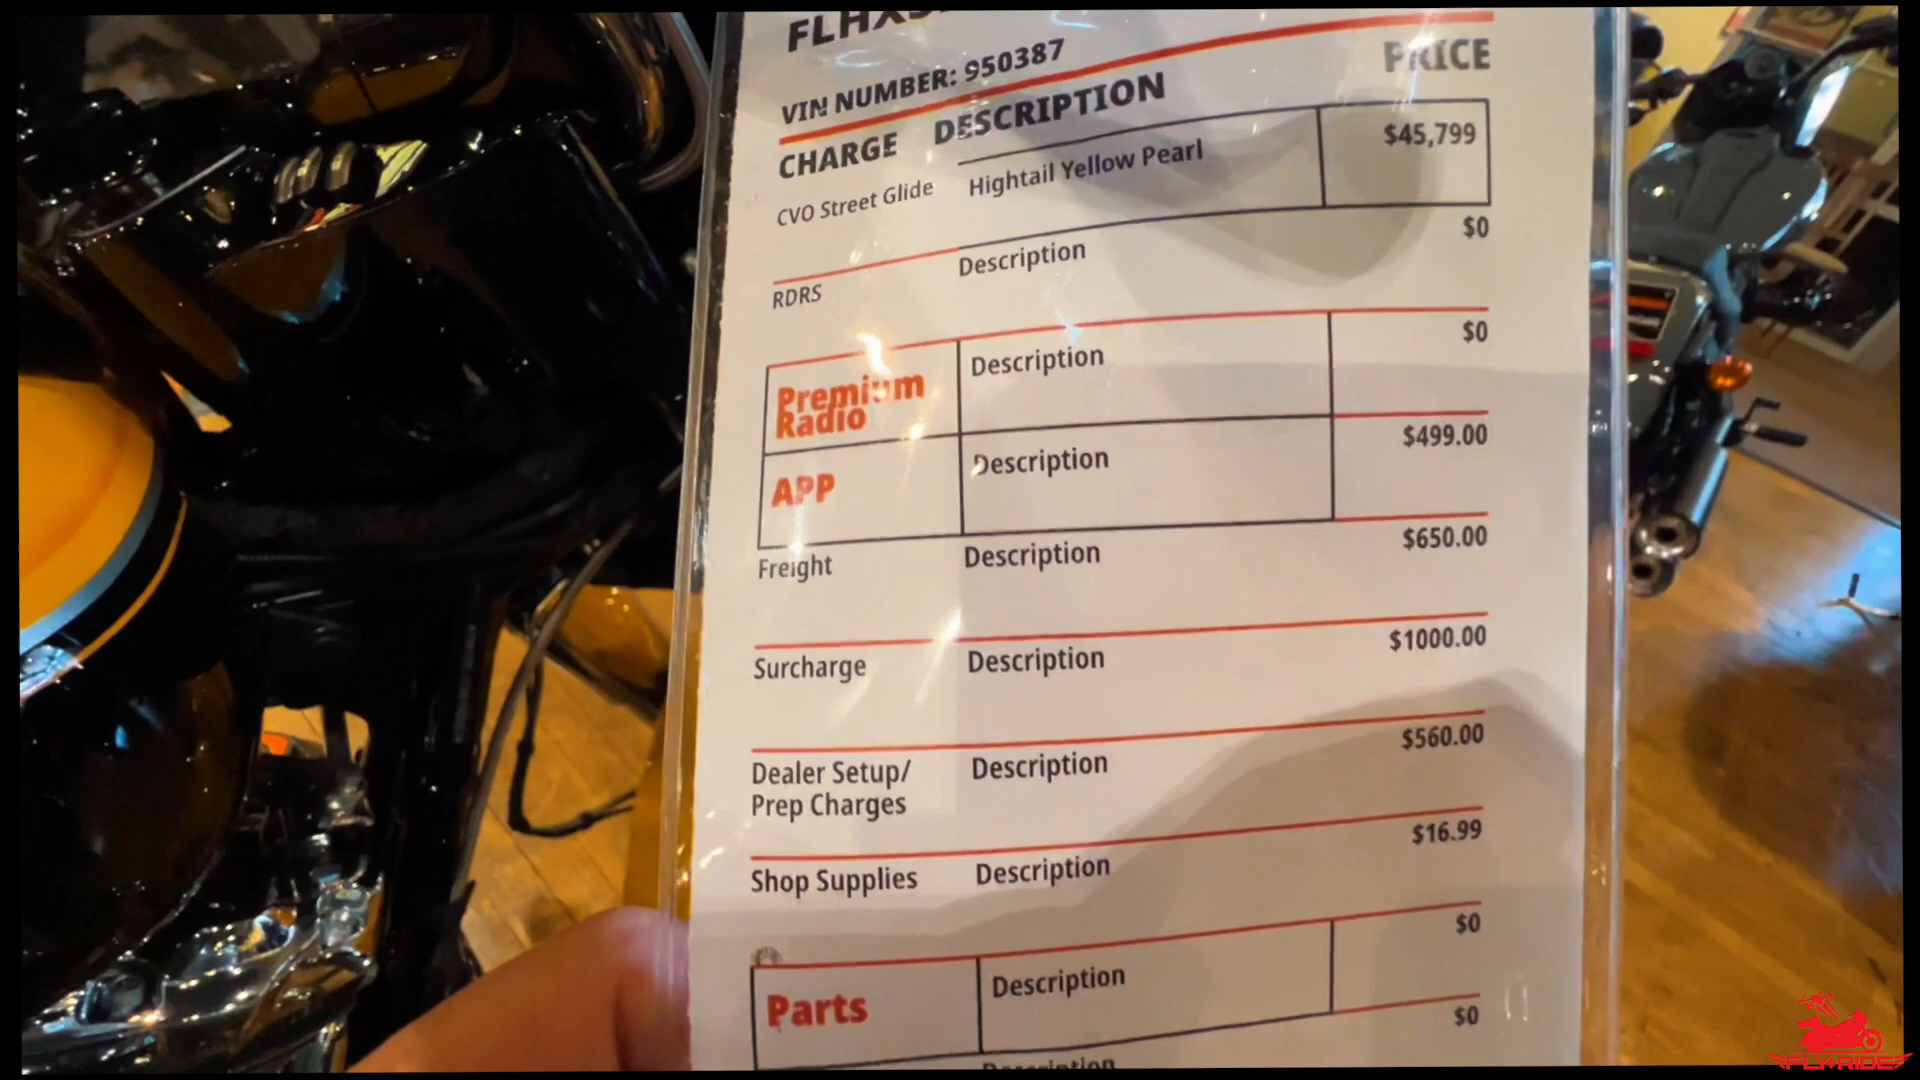 VIN NUMBER: 950387
CHARGE DESCRIPTION PRICE
CVO Street Glide Hightail Yellow Pearl $45,799
RDRS Description $0
Premium Radio Description $0
APP Description $499.00
Freight Description $650.00
Surcharge Description $1000.00
Dealer Setup/
Prep Charges Description $560.00
Shop Supplies Description $16.99
Parts Description $0
Description $0
FLY4RIDE